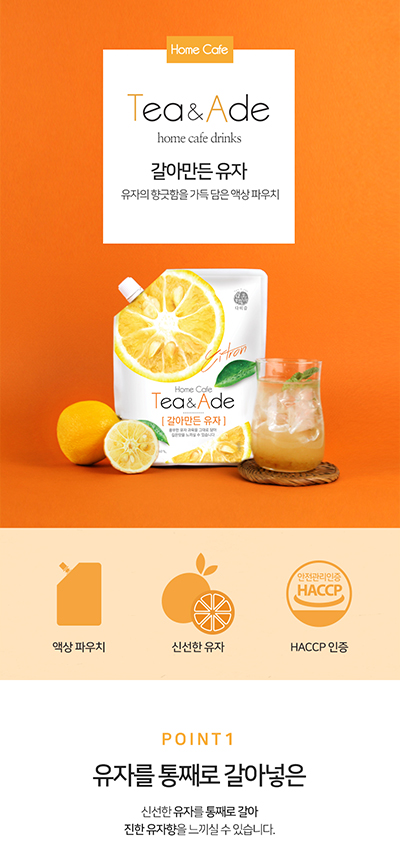 Home Cafe
Tea&Ade
home cafe drinks
갈아만든 유자
유자의 향긋함을 가득 담은 액상 파우치
Citron
Home Cafe
Tea&Ade
[ 갈아만든 유자 ]
액상 파우치
신선한 유자
안전관리인증
HACCP
HACCP 인증
POINT1
유자를 통째로 갈아넣은
신선한 유자를 통째로 갈아
진한 유자향을 느끼실 수 있습니다.